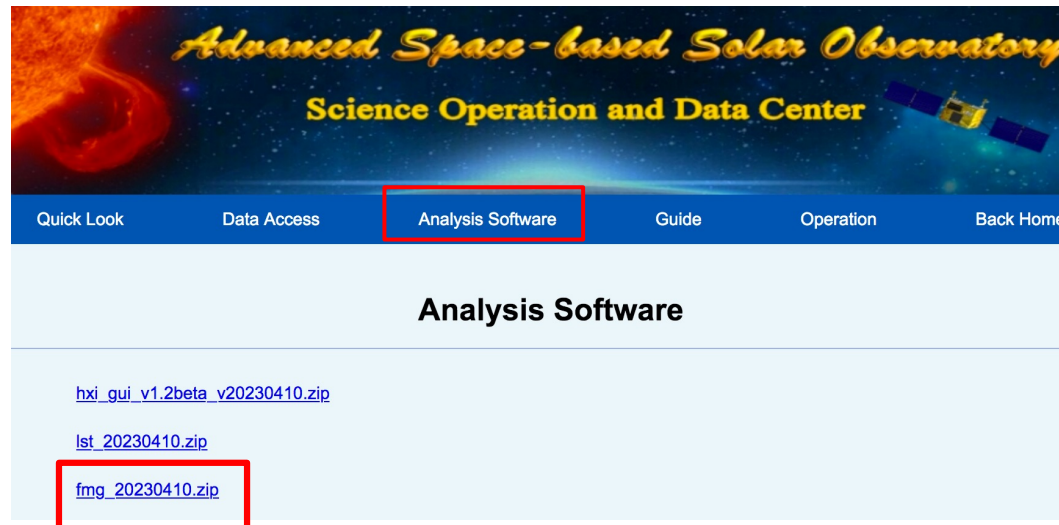 Advanced Space-based Solar Observatory
Science Operation and Data Center
Quick Look Data Access Analysis Software Guide Operation Back Home
Analysis Software
hxi_gui_v1.2beta_v20230410.zip
lst_20230410.zip
fmg_20230410.zip